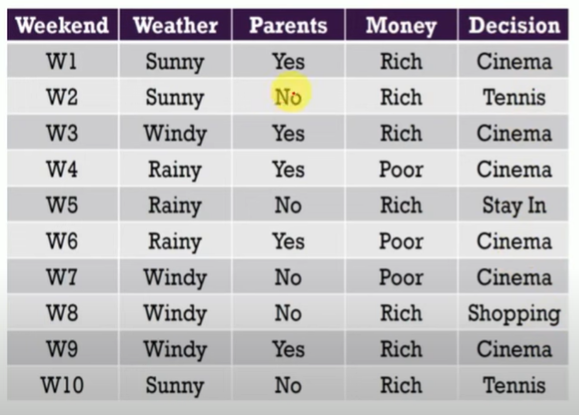 Weekend Weather Parents Money Decision
W1 Sunny Yes Rich Cinema
W2 Sunny No Rich Tennis
W3 Windy Yes Rich Cinema
W4 Rainy Yes Poor Cinema
W5 Rainy No Rich Stay In
W6 Rainy Yes Poor Cinema
W7 Windy No Poor Cinema
W8 Windy No Rich Shopping
W9 Windy Yes Rich Cinema
W10 Sunny No Rich Tennis